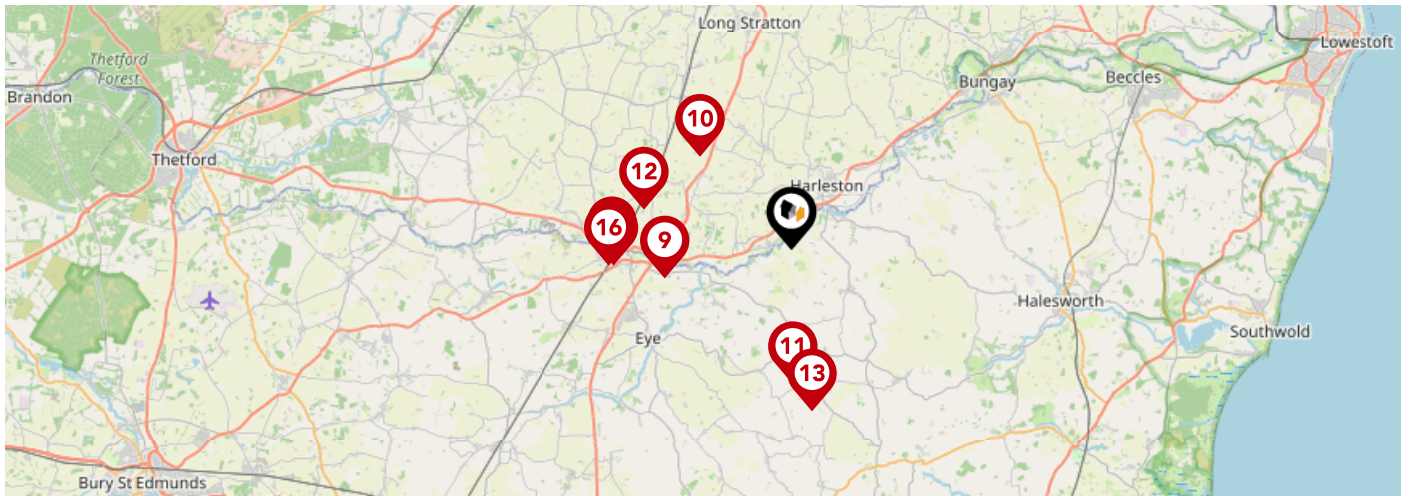 Long Stratton
Lowestoft
Thetford
Forest
Bungay
Beccles
Brandon
10
Thetford
12
Harleston
16
9
Halesworth
Southwold
Eye
11
13
Bury St Edmunds